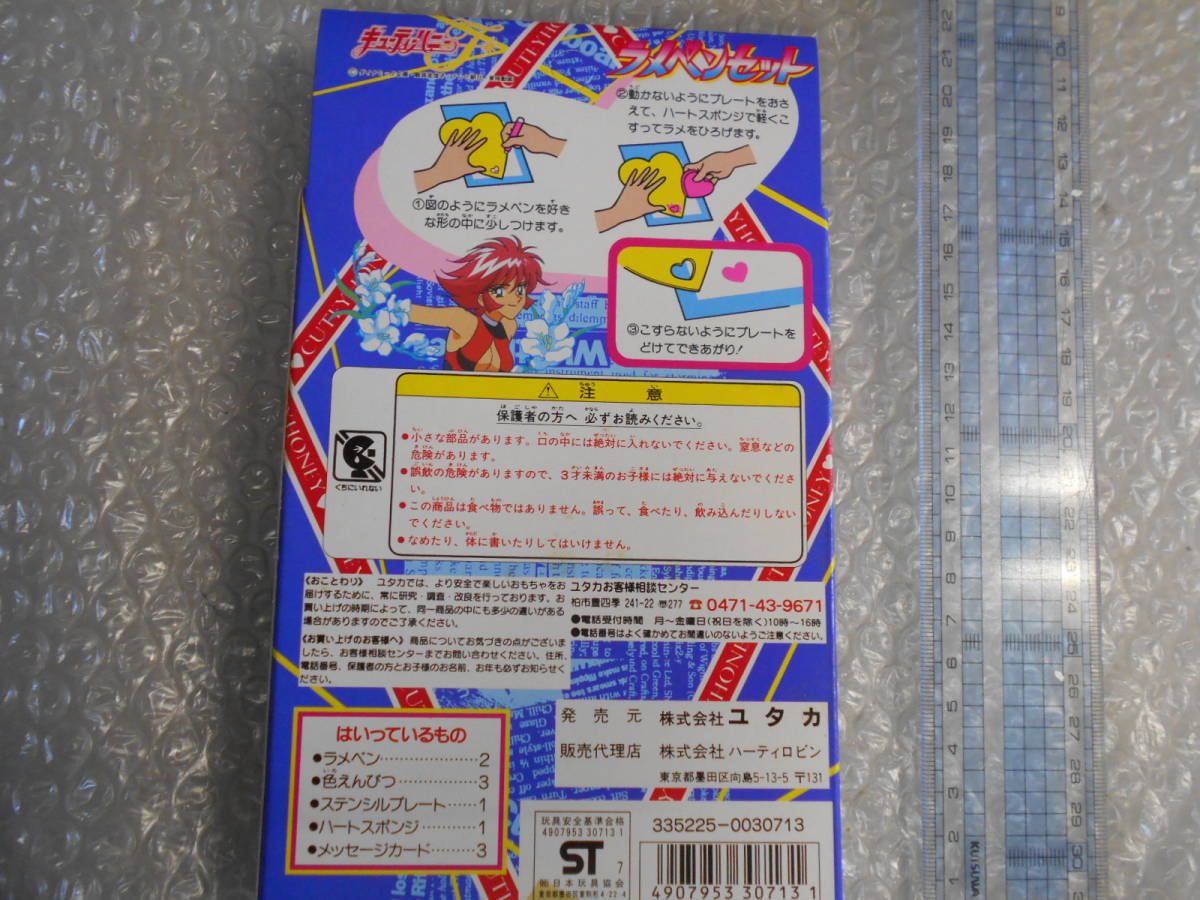 キューティーハニーF
ラメペンセット
①図のようにラメペンを好き
な形の中に少しつけます。
②動かないようにプレートをおさ
えて、ハートスポンジで軽くこ
すってラメをひろげます。
③こすらないようにプレートを
どけてできあがり!
⚠注意
保護者の方へ 必ずお読みください。
●小さな部品があります。口の中には絶対に入れないでください。窒息などの
危険があります。
●誤飲の危険がありますので、3才未満のお子様には絶対に与えないでくださ
い。
●この商品は食べ物ではありません。誤って、食べたり、飲み込んだりしない
でください。
●なめたり、体に書いたりしてはいけません。
くちにいれない
《おことわり》 ユタカでは、より安全で楽しいおもちゃをお
届けするために、常に研究・調査・改良を行っております。お
買い上げの時期によって、同一商品の中にも多少の違いがある
場合がありますのでご了承ください。
《お買い上げのお客様へ》 商品についてお気づきの点がございま
したら、お客様相談センターまでお問い合わせください。住所、
電話番号、保護者の方とお子様のお名前、お年も必ずお知らせく
ださい。
ユタカお客様相談センター
柏市豊四季 241-22 〠277 ☎0471-43-9671
●電話受付時間 月〜金曜日(祝日を除く)10時〜16時
●電話番号はよく確かめてお間違いのないようご注意ください。
発売元 株式会社ユタカ
販売代理店 株式会社ハーティロビン
東京都墨田区向島5-13-5 〒131
はいっているもの
●ラメペン………………2
●色えんぴつ……………3
●ステンシルプレート……1
●ハートスポンジ…………1
●メッセージカード………3
玩具安全基準合格
4907953 30713 1
ST
7
㈳日本玩具協会
東京都墨田区東駒形4-22-4
335225-0030713
4907953 307131
CUTEYHONEY